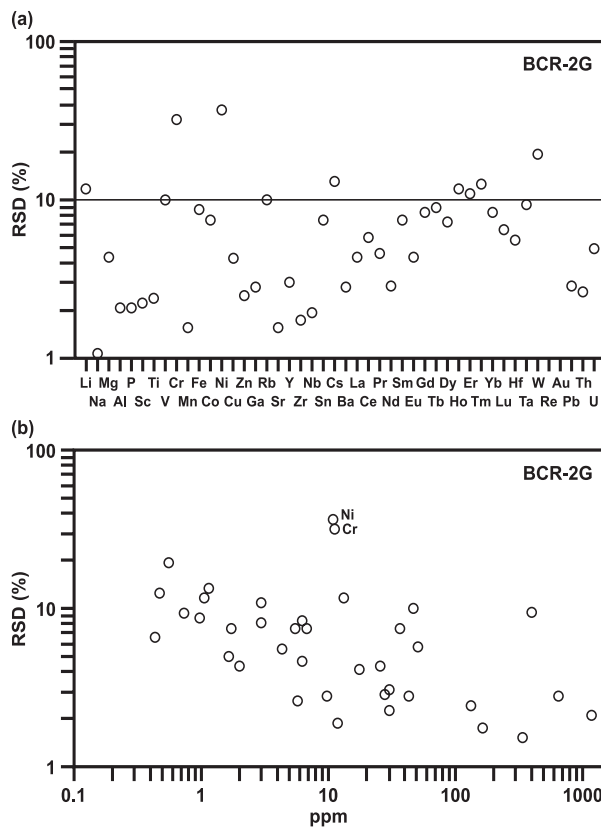 (a)
100
BCR-2G
RSD (%)
10
1
Li Mg P Ti Cr Fe Ni Zn Rb Y Nb Cs La Pr Sm Gd Dy Er Yb Hf W Au Th
Na Al Sc V Mn Co Cu Ga Sr Zr Sn Ba Ce Nd Eu Tb Ho Tm Lu Ta Re Pb U
(b)
100
BCR-2G
Ni
Cr
RSD (%)
10
1
0.1 1 10 100 1000
ppm